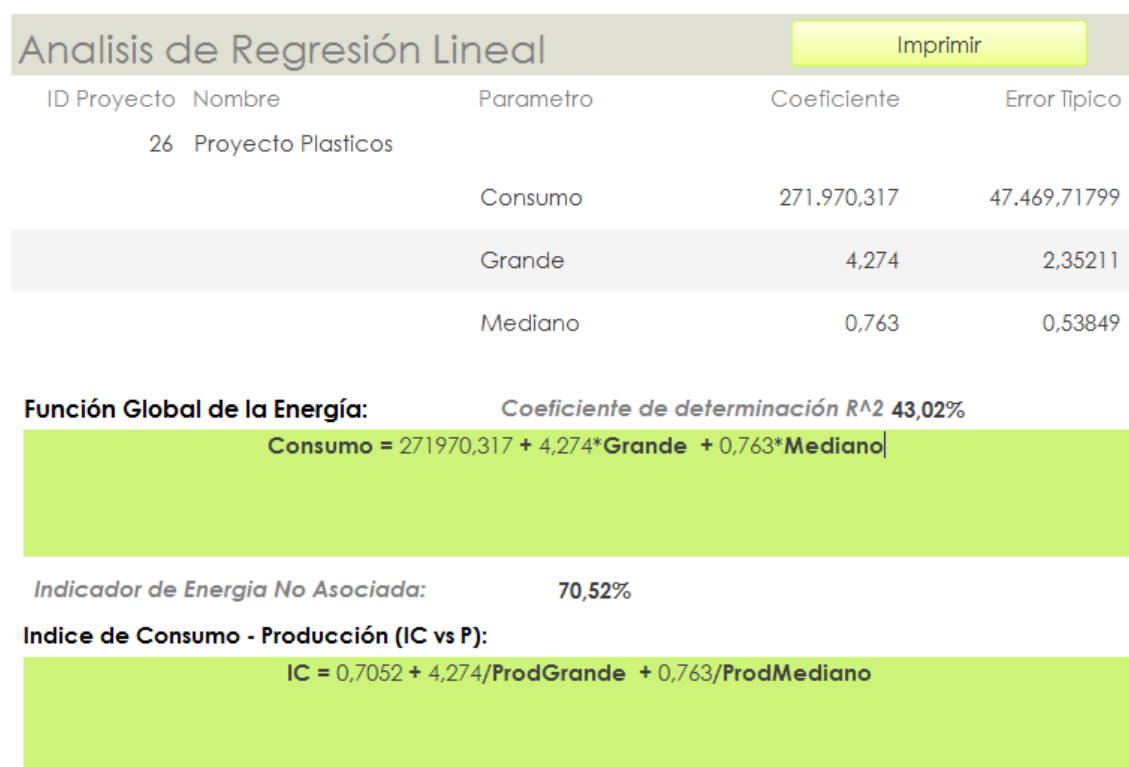 Analisis de Regresión Lineal Imprimir
ID Proyecto Nombre Parametro Coeficiente Error Tipico
26 Proyecto Plasticos
Consumo 271.970,317 47.469,71799
Grande 4,274 2,35211
Mediano 0,763 0,53849
Función Global de la Energía: Coeficiente de determinación R^2 43,02%
Consumo = 271970,317 + 4,274*Grande + 0,763*Mediano
Indicador de Energia No Asociada: 70,52%
Indice de Consumo - Producción (IC vs P):
IC = 0,7052 + 4,274/ProdGrande + 0,763/ProdMediano